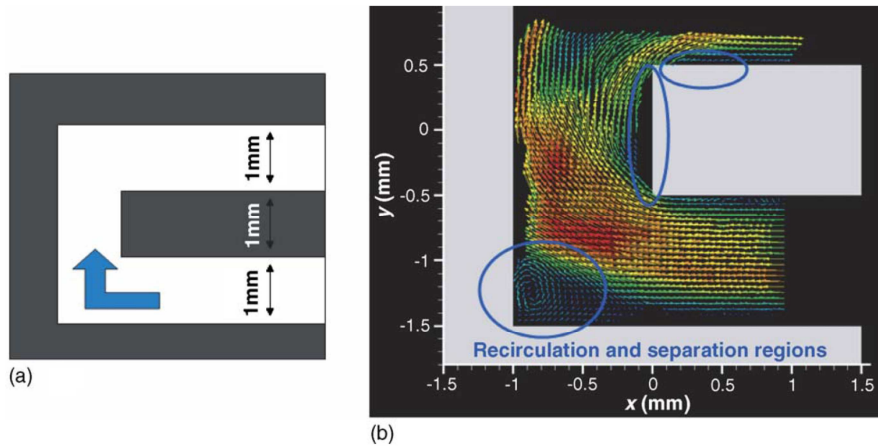 1mm
1mm
1mm
(a)
0.5
0
-0.5
-1
-1.5
y (mm)
Recirculation and separation regions
-1.5
-1
-0.5
0
0.5
1
1.5
x (mm)
(b)